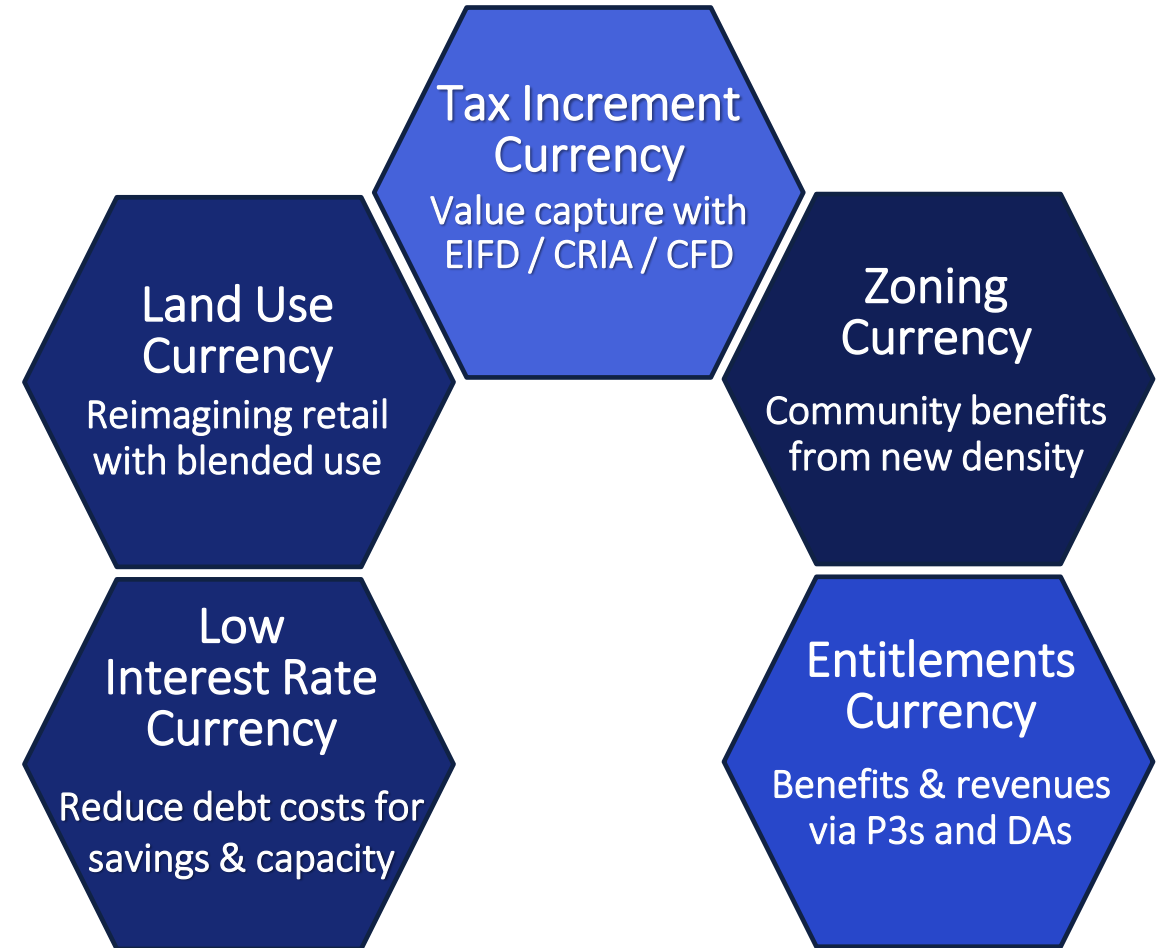 Tax Increment
Currency
Value capture with
EIFD / CRIA / CFD
Land Use
Currency
Reimagining retail
with blended use
Zoning
Currency
Community benefits
from new density
Low
Interest Rate
Currency
Reduce debt costs for
savings & capacity
Entitlements
Currency
Benefits & revenues
via P3s and DAs